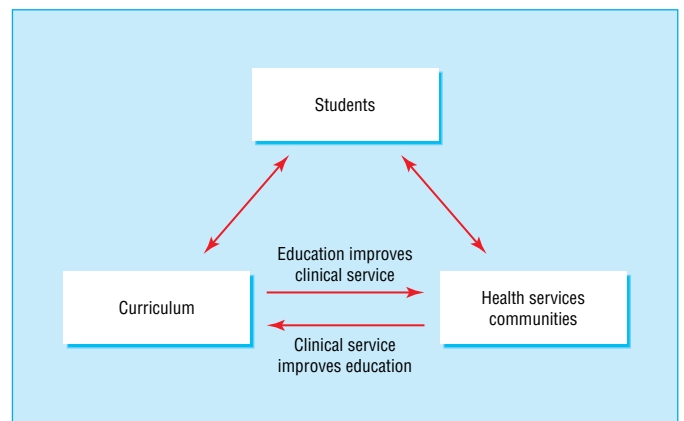 Students
Education improves
clinical service
Curriculum
Health services
communities
Clinical service
improves education